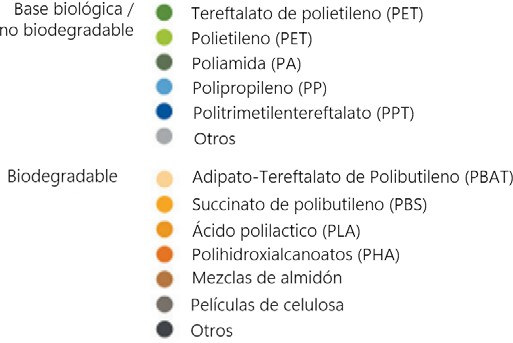 Base biológica /
no biodegradable
Tereftalato de polietileno (PET)
Polietileno (PET)
Poliamida (PA)
Polipropileno (PP)
Politrimetilentereftalato (PPT)
Otros
Biodegradable
Adipato-Tereftalato de Polibutileno (PBAT)
Succinato de polibutileno (PBS)
Ácido polilactico (PLA)
Polihidroxialcanoatos (PHA)
Mezclas de almidón
Películas de celulosa
Otros